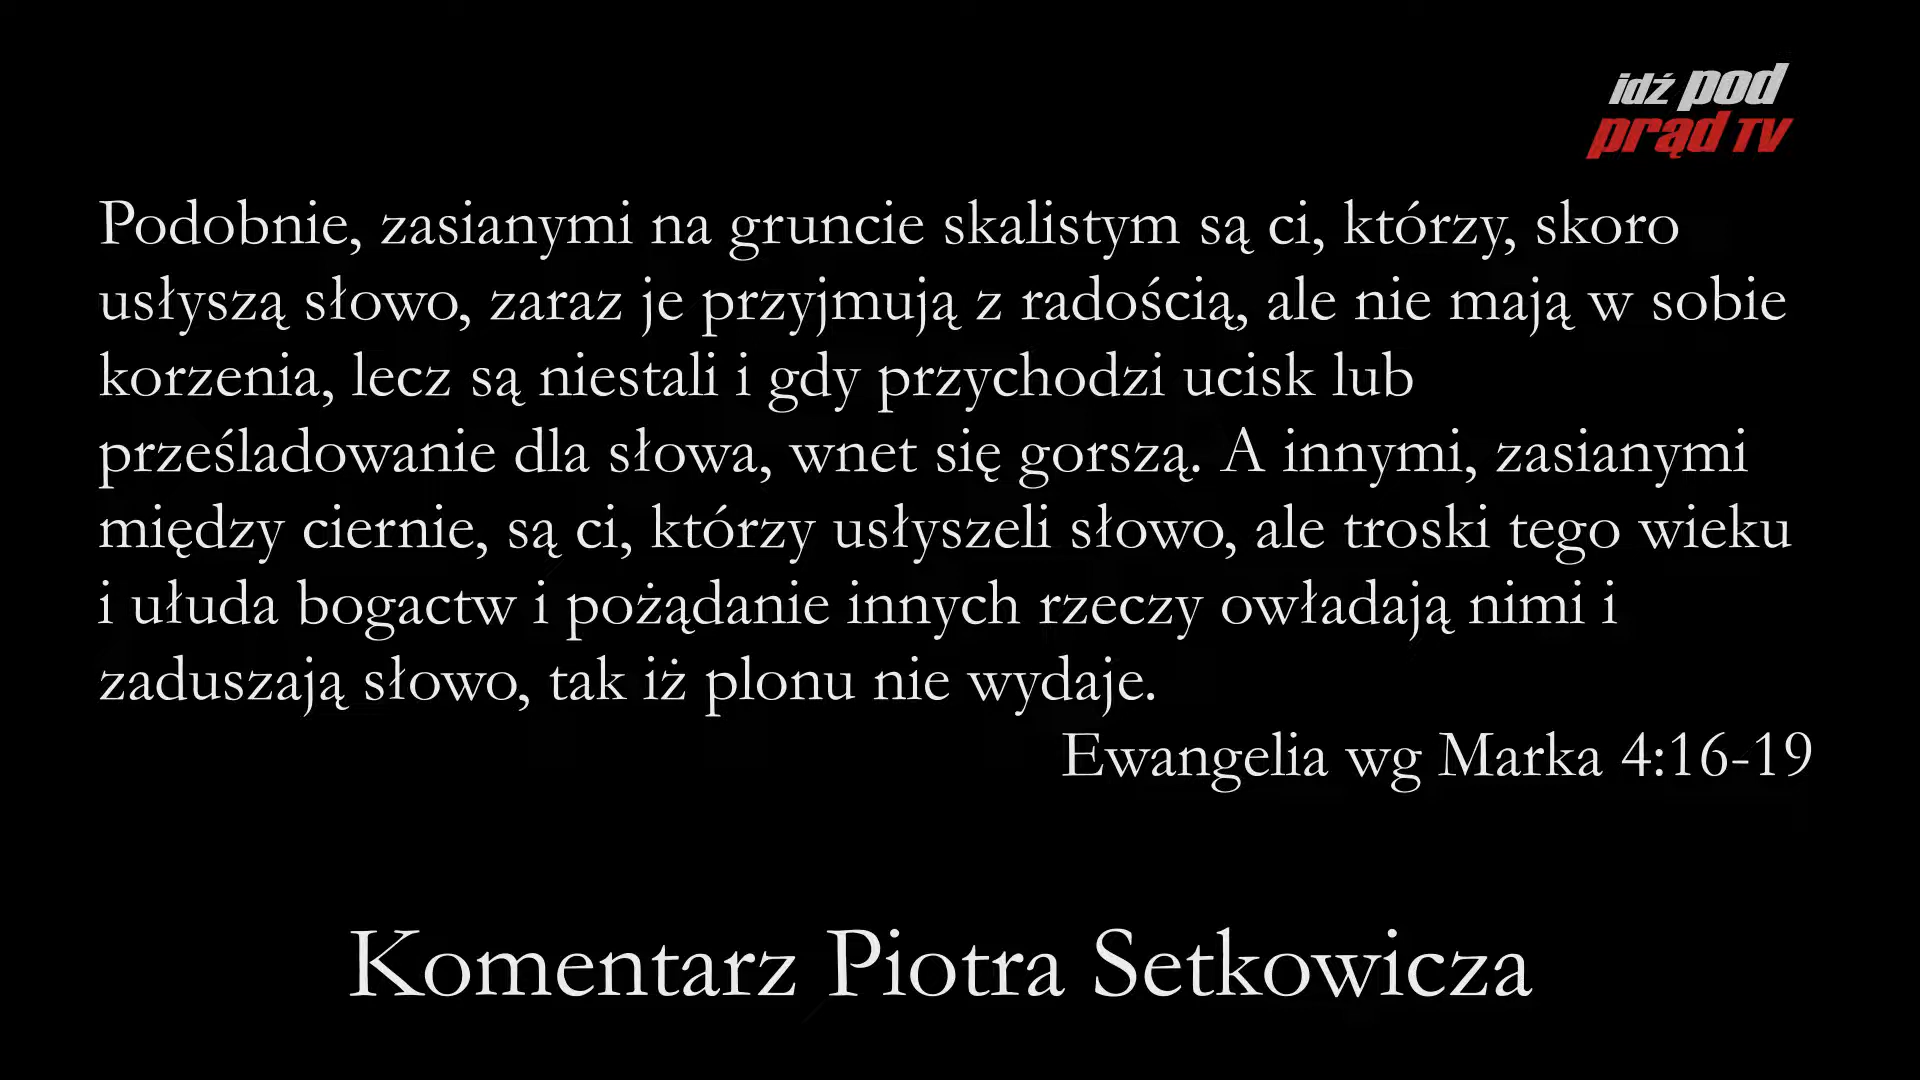 idź pod
prąd TV
Podobnie, zasianymi na gruncie skalistym są ci, którzy, skoro
usłyszą słowo, zaraz je przyjmują z radością, ale nie mają w sobie
korzenia, lecz są niestali i gdy przychodzi ucisk lub
prześladowanie dla słowa, wnet się gorszą. A innymi, zasianymi
między ciernie, są ci, którzy usłyszeli słowo, ale troski tego wieku
i ułuda bogactw i pożądanie innych rzeczy owładają nimi i
zaduszają słowo, tak iż plonu nie wydaje.
Ewangelia wg Marka 4:16-19
Komentarz Piotra Setkowicza